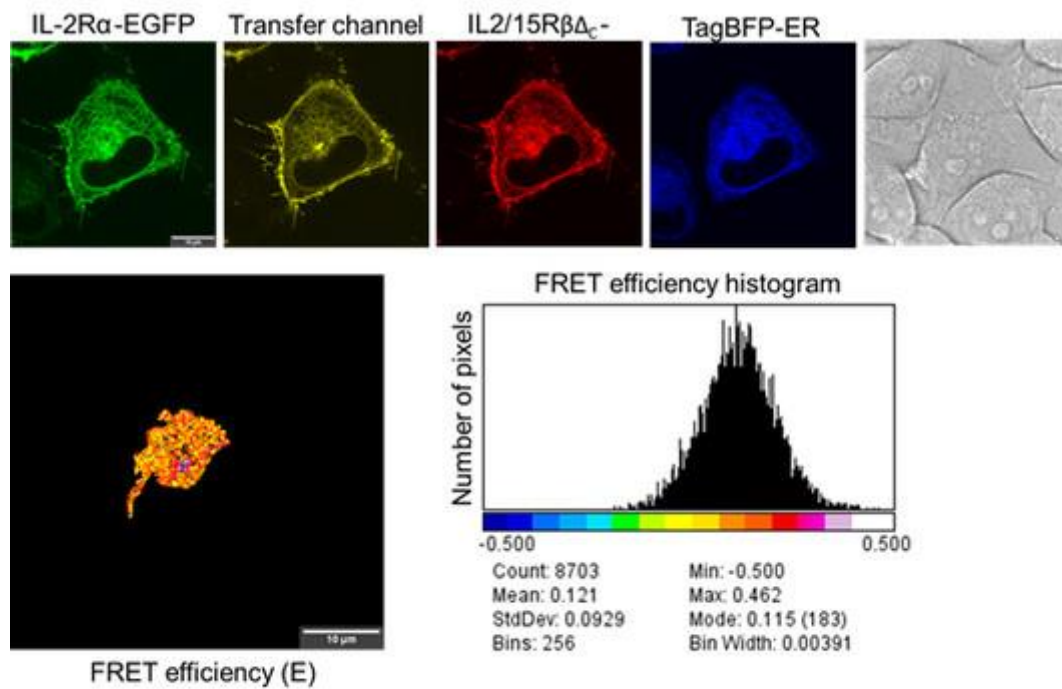 IL-2Rα-EGFP
Transfer channel
IL2/15RβΔC-
TagBFP-ER
FRET efficiency histogram
Number of pixels
-0.500
0.500
Count: 8703
Min: -0.500
Mean: 0.121
Max: 0.462
StdDev: 0.0929
Mode: 0.115 (183)
Bins: 256
Bin Width: 0.00391
10 µm
FRET efficiency (E)